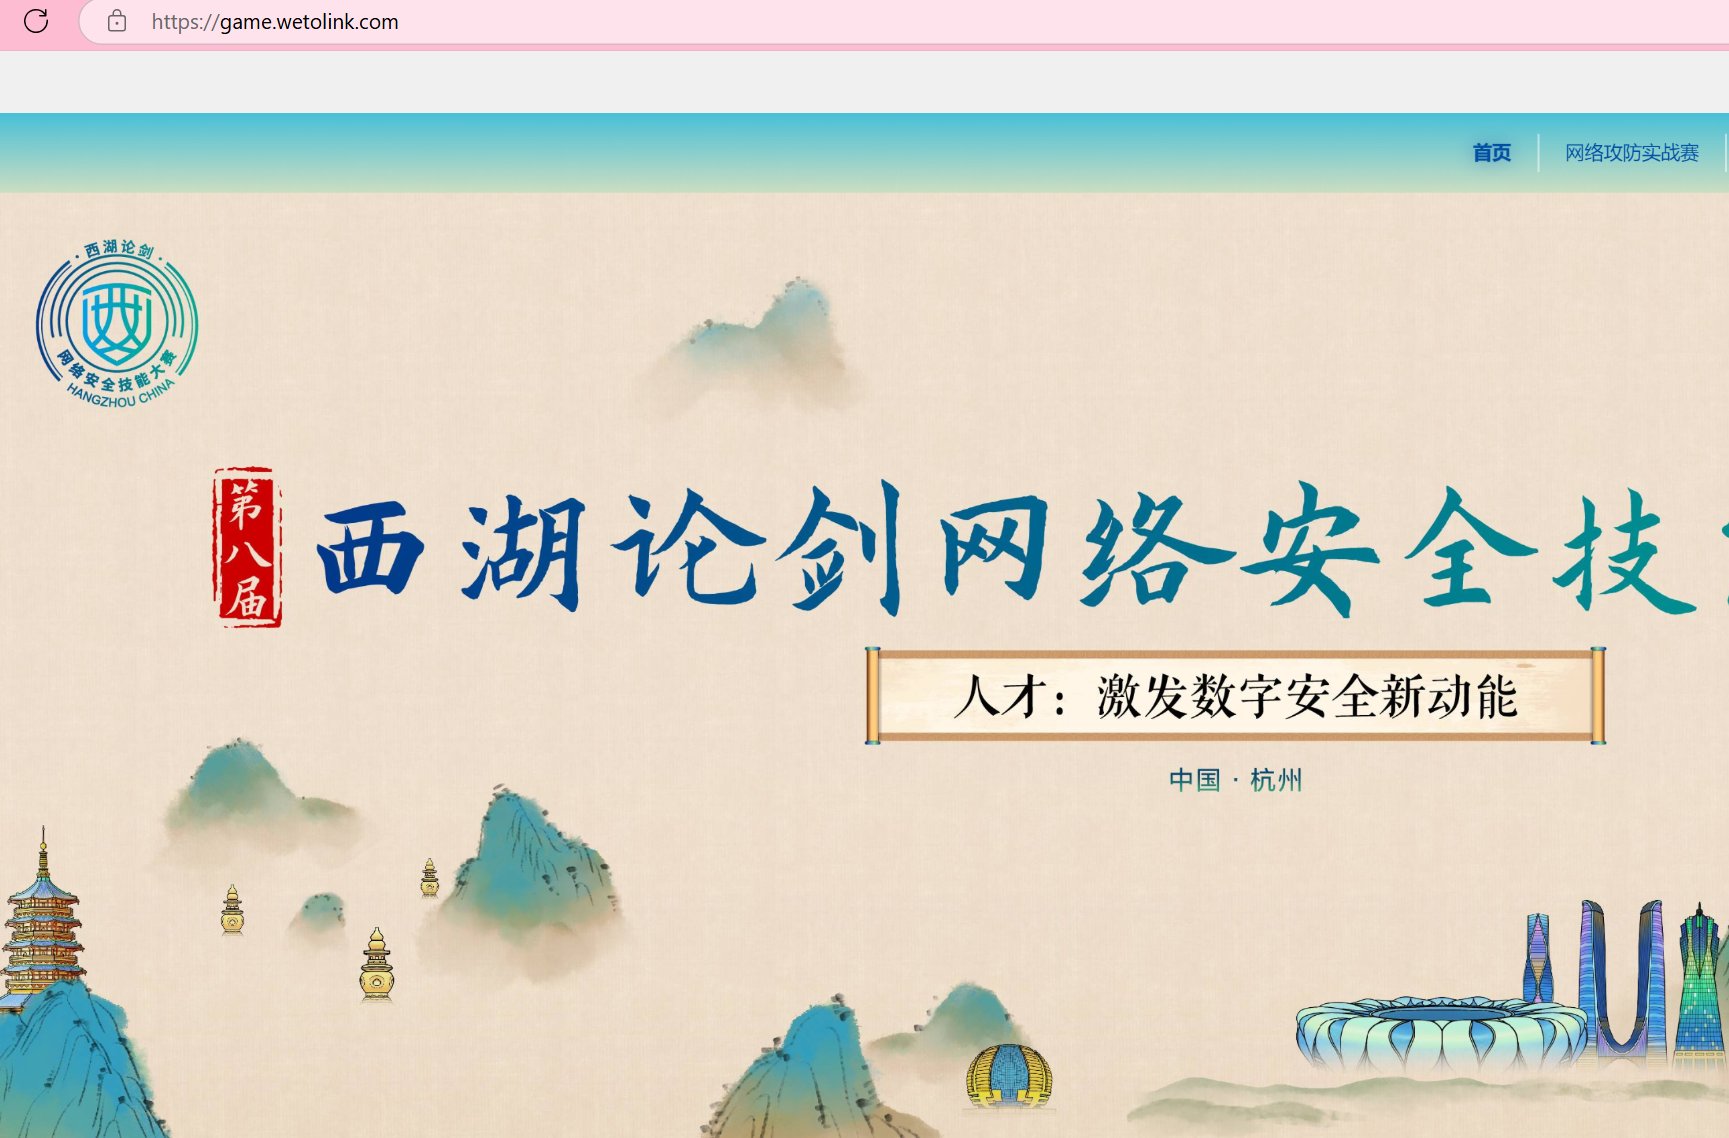 https://game.wetolink.com
首页
网络攻防实战赛
·西湖论剑·
网络安全技能大赛
HANGZHOU CHINA
第八届
西湖论剑网络安全技
人才：激发数字安全新动能
中国·杭州